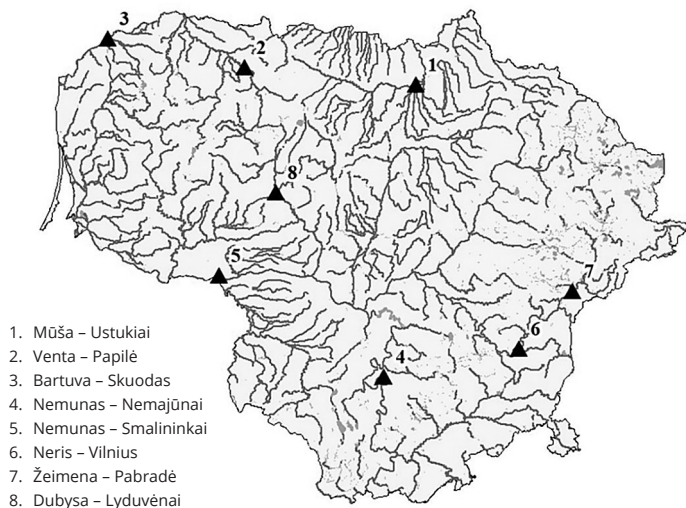 3
2
1
8
5
7
6
4
1. Mūša – Ustukiai
2. Venta – Papilė
3. Bartuva – Skuodas
4. Nemunas – Nemajūnai
5. Nemunas – Smalininkai
6. Neris – Vilnius
7. Žeimena – Pabradė
8. Dubysa – Lyduvėnai